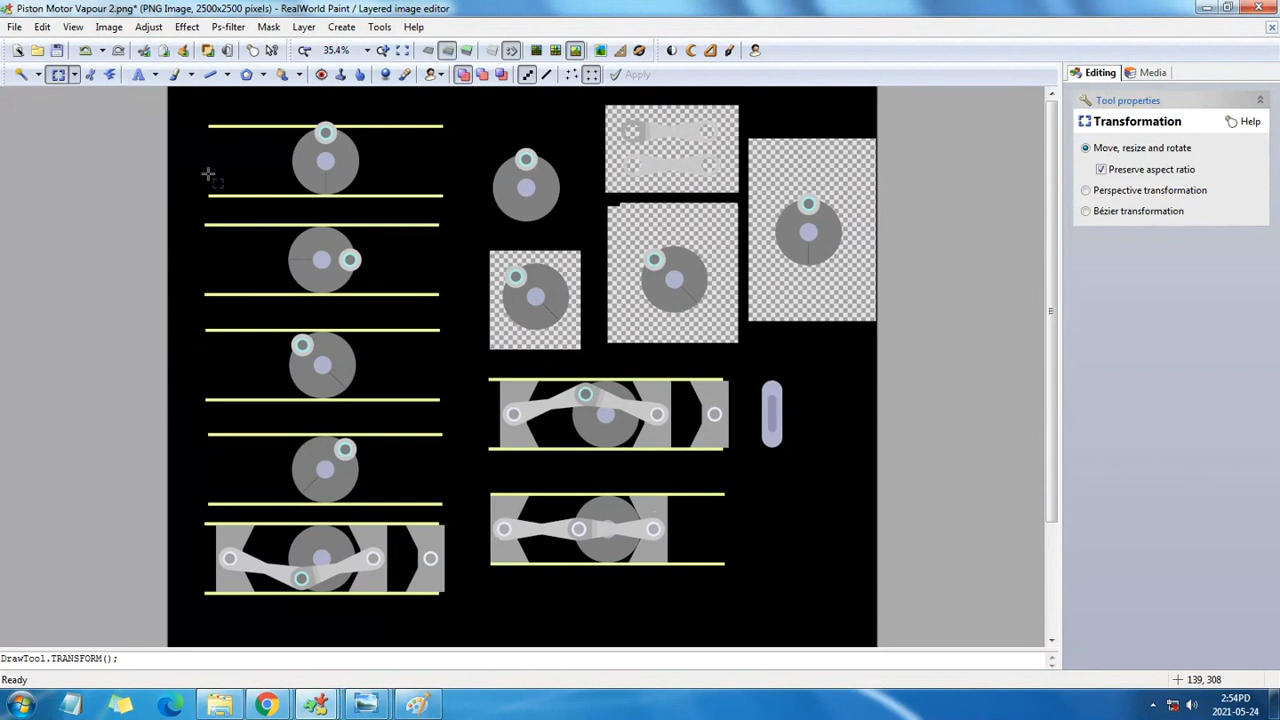 Piston Motor Vapour 2.png* (PNG Image, 2500x2500 pixels) - RealWorld Paint / Layered image editor
File Edit View Image Adjust Effect Ps-filter Mask Layer Create Tools Help
35.4%
Apply
Editing Media
Tool properties
Transformation Help
Move, resize and rotate
Preserve aspect ratio
Perspective transformation
Bézier transformation
DrawTool.TRANSFORM();
Ready
139, 308
2:54PD
2021-05-24